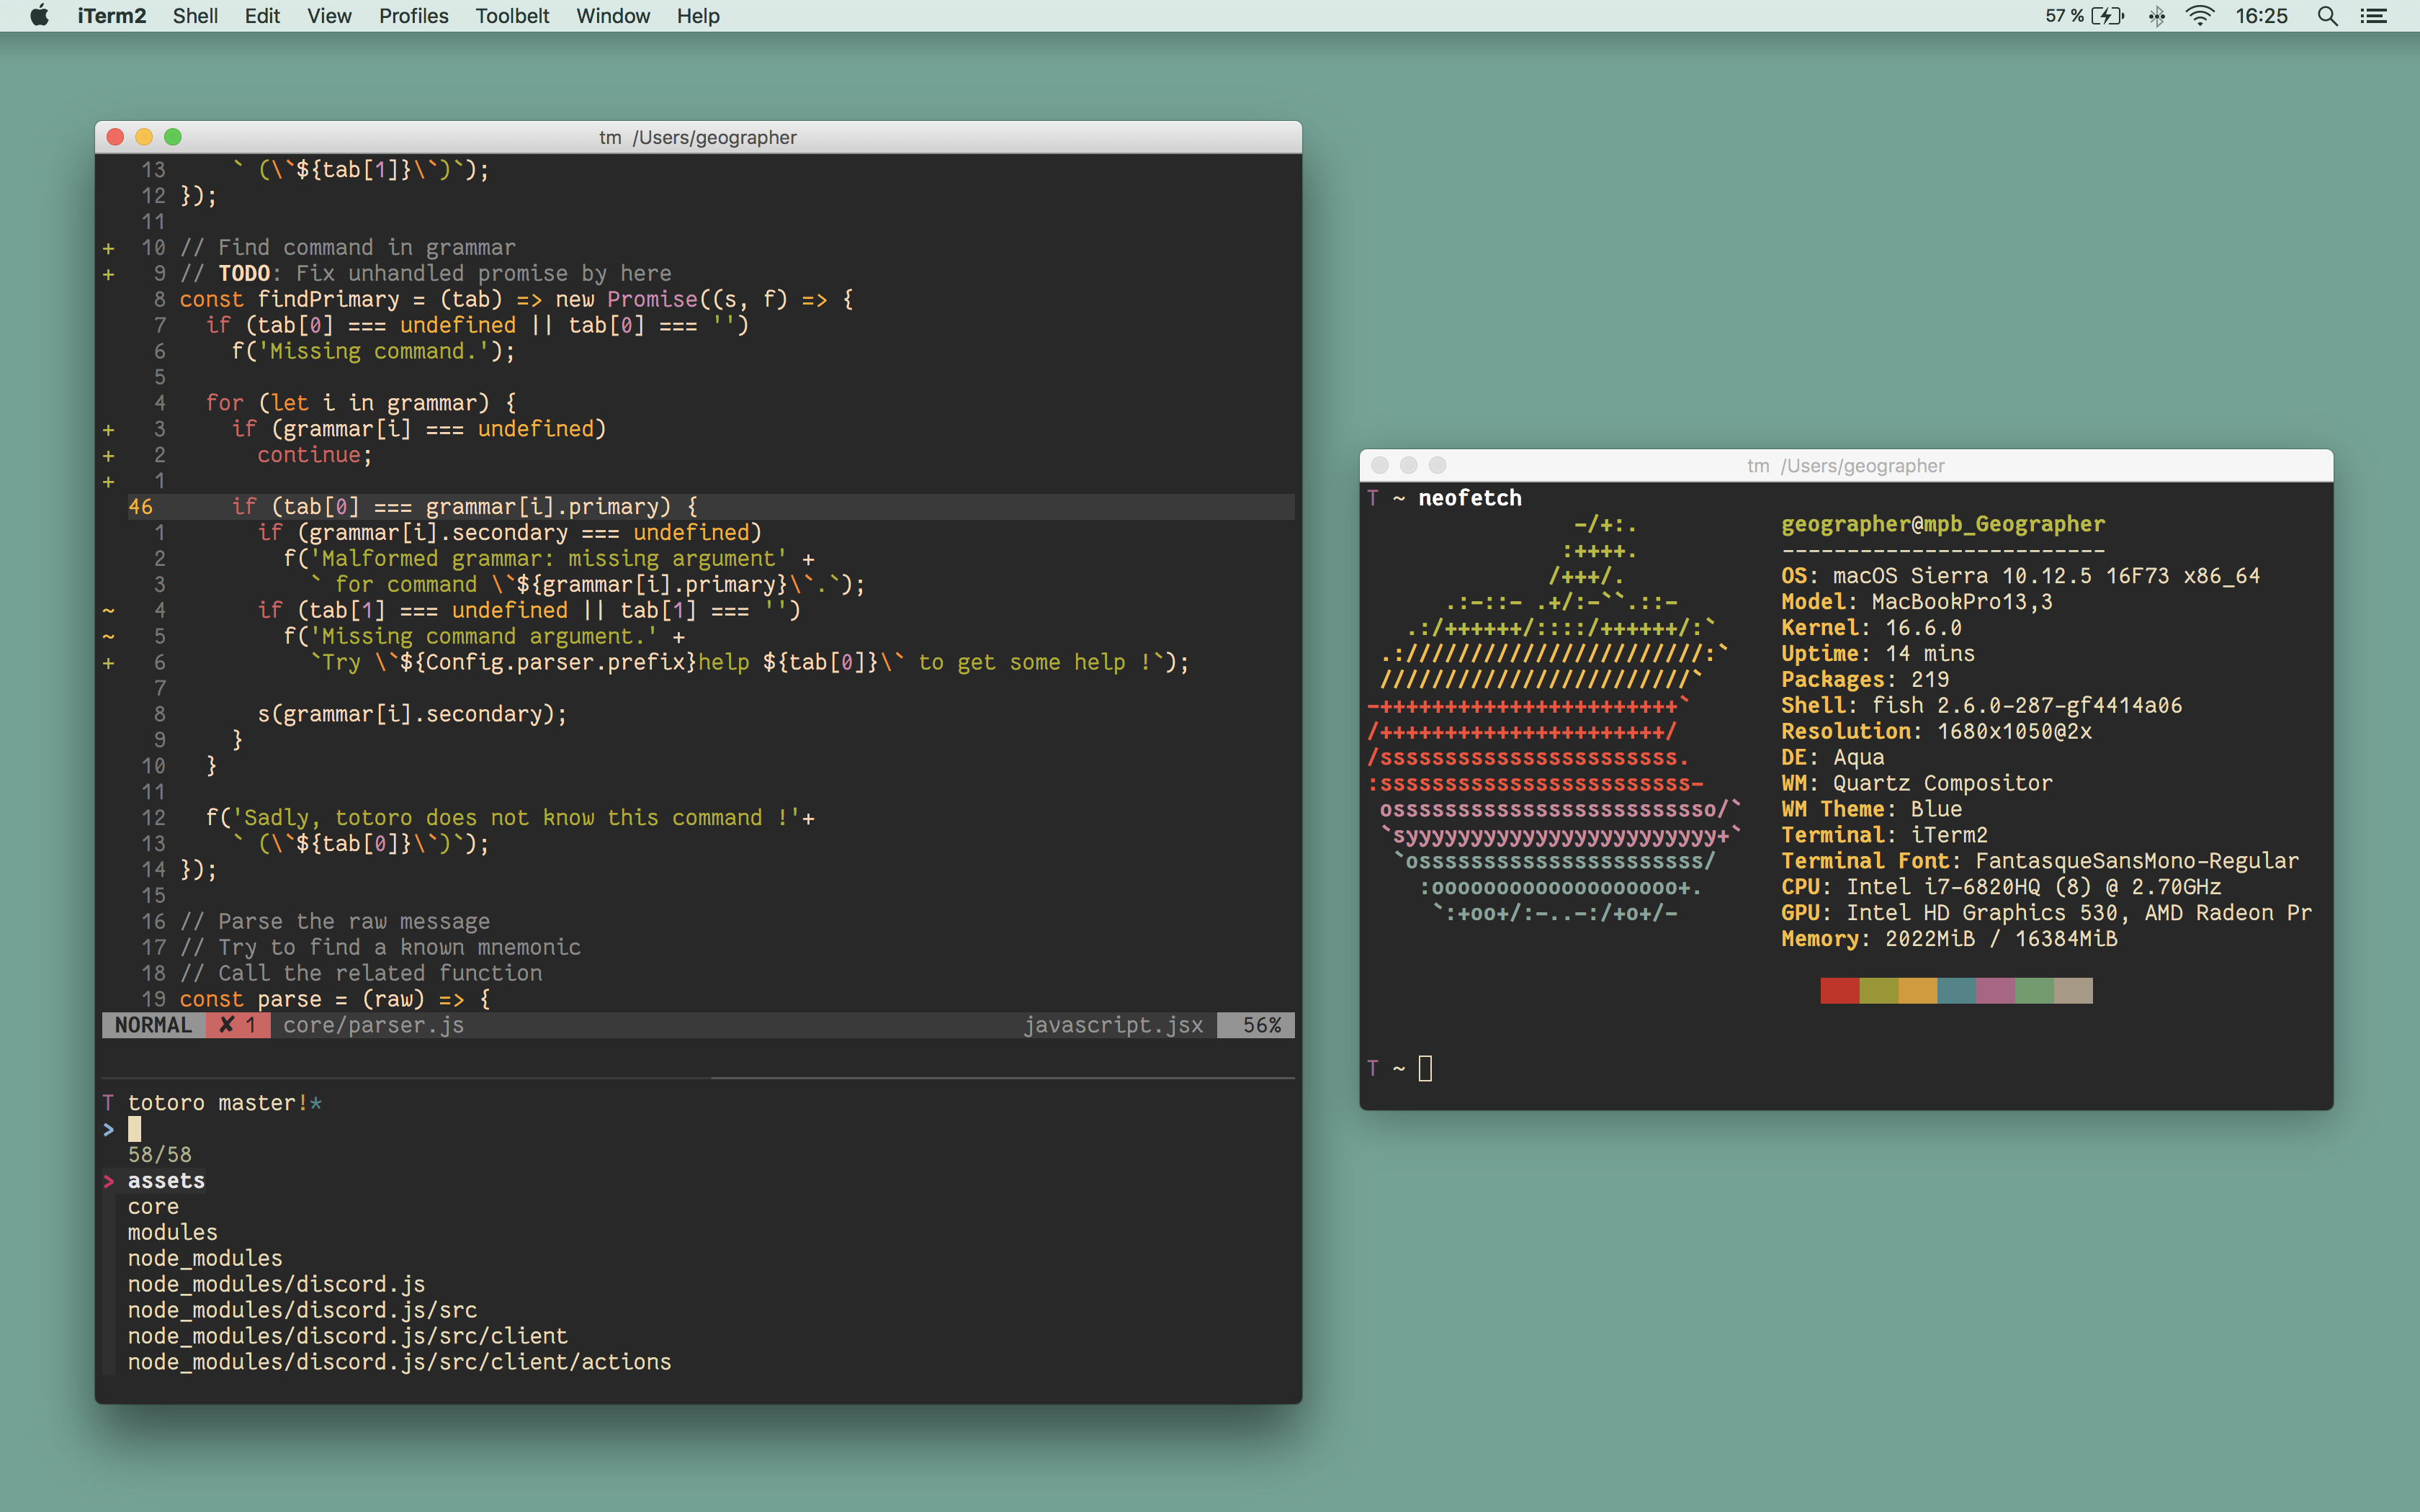 iTerm2 Shell Edit View Profiles Toolbelt Window Help 57 % 16:25
tm /Users/geographer
13     ` (\`${tab[1]}\`)`);
12 });
11
+ 10 // Find command in grammar
+ 9 // TODO: Fix unhandled promise by here
8 const findPrimary = (tab) => new Promise((s, f) => {
7   if (tab[0] === undefined || tab[0] === '')
6     f('Missing command.');
5
4   for (let i in grammar) {
+ 3     if (grammar[i] === undefined)
+ 2       continue;
+ 1
46     if (tab[0] === grammar[i].primary) {
1       if (grammar[i].secondary === undefined)
2         f('Malformed grammar: missing argument' +
3           ` for command \`${grammar[i].primary}\`.`);
~ 4       if (tab[1] === undefined || tab[1] === '')
~ 5         f('Missing command argument.' +
+ 6           `Try \`${Config.parser.prefix}help ${tab[0]}\` to get some help !`);
7
8       s(grammar[i].secondary);
9     }
10   }
11
12   f('Sadly, totoro does not know this command !'+
13     ` (\`${tab[0]}\`)`);
14 });
15
16 // Parse the raw message
17 // Try to find a known mnemonic
18 // Call the related function
19 const parse = (raw) => {
NORMAL ✘ 1 core/parser.js javascript.jsx 56%
T totoro master!*
>
58/58
> assets
core
modules
node_modules
node_modules/discord.js
node_modules/discord.js/src
node_modules/discord.js/src/client
node_modules/discord.js/src/client/actions
tm /Users/geographer
T ~ neofetch
                -/+:.           geographer@mpb_Geographer
               :++++.           -------------------------
              /+++/.            OS: macOS Sierra 10.12.5 16F73 x86_64
      .:-::- .+/:-``.::-        Model: MacBookPro13,3
   .:/++++++/::::/++++++/:`     Kernel: 16.6.0
 .:///////////////////////:`    Uptime: 14 mins
 ////////////////////////`      Packages: 219
-+++++++++++++++++++++++`       Shell: fish 2.6.0-287-gf4414a06
/++++++++++++++++++++++/        Resolution: 1680x1050@2x
/sssssssssssssssssssssss.       DE: Aqua
:ssssssssssssssssssssssss-      WM: Quartz Compositor
 osssssssssssssssssssssssso/`   WM Theme: Blue
 `syyyyyyyyyyyyyyyyyyyyyyyy+`   Terminal: iTerm2
  `ossssssssssssssssssssss/     Terminal Font: FantasqueSansMono-Regular
    :ooooooooooooooooooo+.      CPU: Intel i7-6820HQ (8) @ 2.70GHz
     `:+oo+/:-..-:/+o+/-        GPU: Intel HD Graphics 530, AMD Radeon Pr
                                Memory: 2022MiB / 16384MiB
T ~